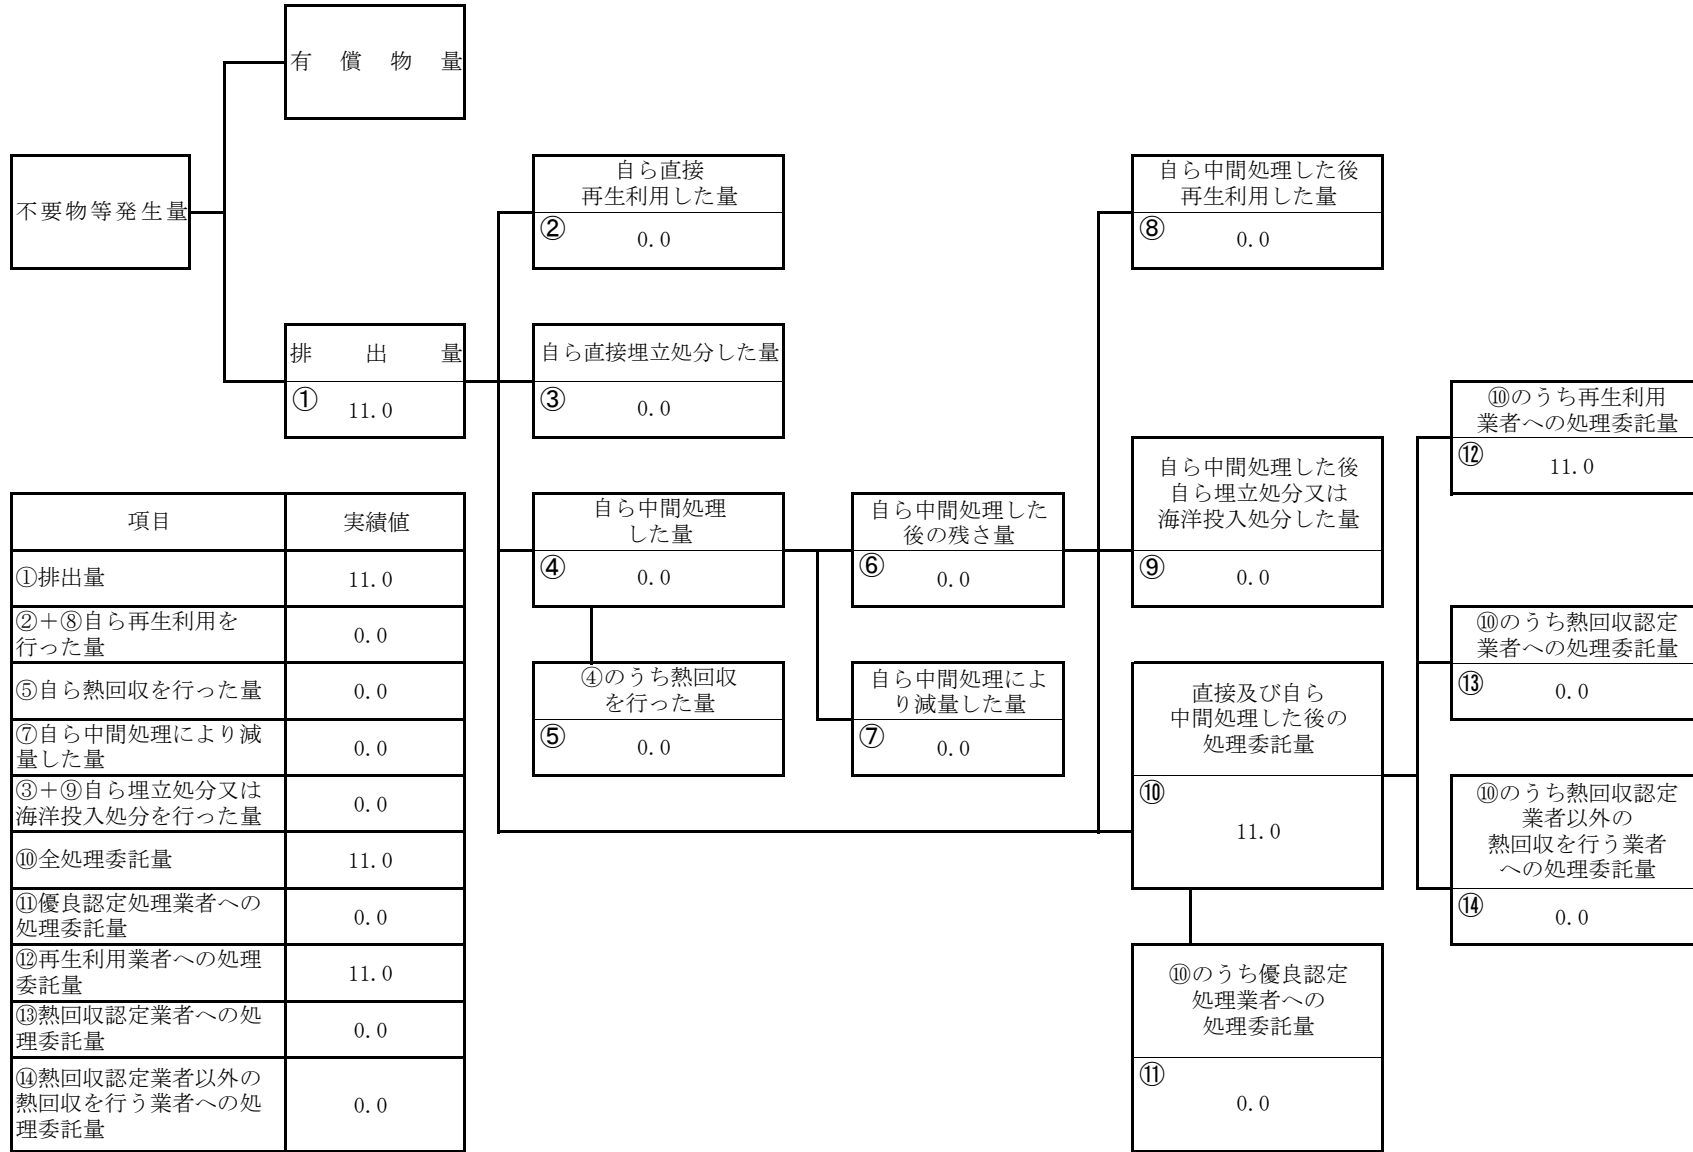 有償物量
不要物等発生量
自ら直接
再生利用した量
②
0.0
自ら中間処理した後
再生利用した量
⑧
0.0
排出量
①
11.0
自ら直接埋立処分した量
③
0.0
⑩のうち再生利用
業者への処理委託量
⑫
11.0
自ら中間処理した後
自ら埋立処分又は
海洋投入処分した量
⑨
0.0
自ら中間処理
した量
④
0.0
自ら中間処理した
後の残さ量
⑥
0.0
⑩のうち熱回収認定
業者への処理委託量
⑬
0.0
④のうち熱回収
を行った量
⑤
0.0
自ら中間処理によ
り減量した量
⑦
0.0
直接及び自ら
中間処理した後の
処理委託量
⑩
11.0
⑩のうち熱回収認定
業者以外の
熱回収を行う業者
への処理委託量
⑭
0.0
⑩のうち優良認定
処理業者への
処理委託量
⑪
0.0
項目 実績値
①排出量 11.0
②＋⑧自ら再生利用を
行った量 0.0
⑤自ら熱回収を行った量 0.0
⑦自ら中間処理により減
量した量 0.0
③＋⑨自ら埋立処分又は
海洋投入処分を行った量 0.0
⑩全処理委託量 11.0
⑪優良認定処理業者への
処理委託量 0.0
⑫再生利用業者への処理
委託量 11.0
⑬熱回収認定業者への処
理委託量 0.0
⑭熱回収認定業者以外の
熱回収を行う業者への処 0.0
理委託量